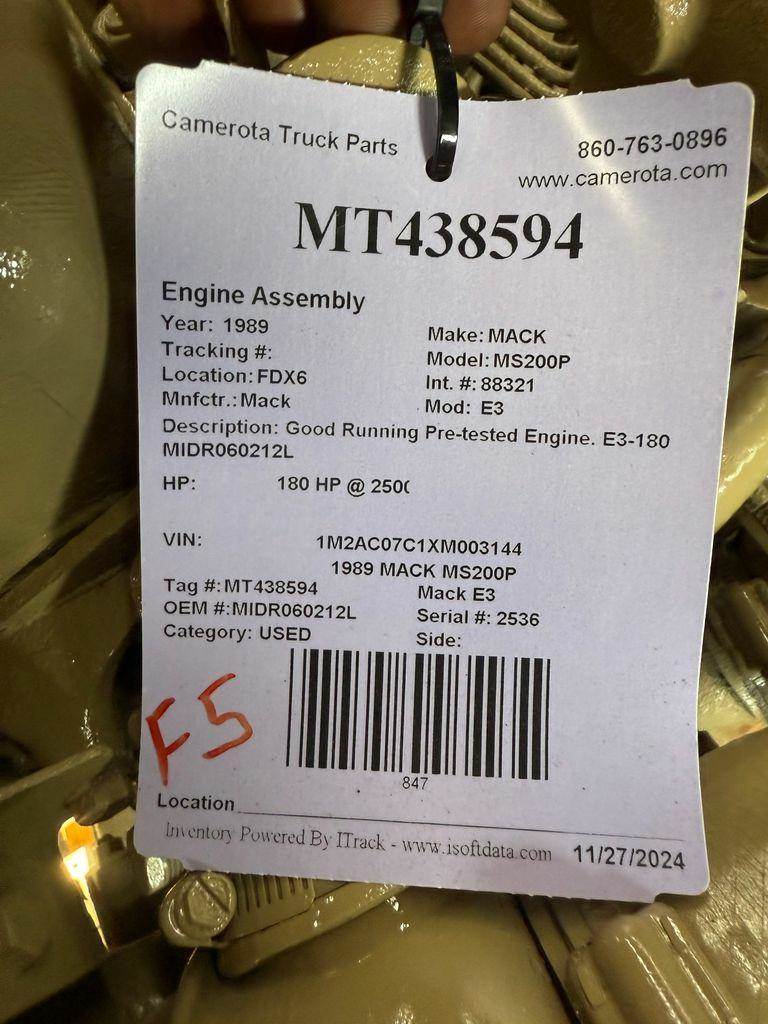 Camerota Truck Parts
860-763-0896
www.camerota.com
MT438594
Engine Assembly
Year: 1989
Make: MACK
Tracking #:
Model: MS200P
Location: FDX6
Int. #: 88321
Mnfctr.: Mack
Mod: E3
Description: Good Running Pre-tested Engine. E3-180
MIDR060212L
HP: 180 HP @ 250
VIN: 1M2AC07C1XM003144
1989 MACK MS200P
Tag #: MT438594
Mack E3
OEM #: MIDR060212L
Serial #: 2536
Category: USED
Side:
F5
847
Location
Inventory Powered By ITrack - www.isoftdata.com 11/27/2024